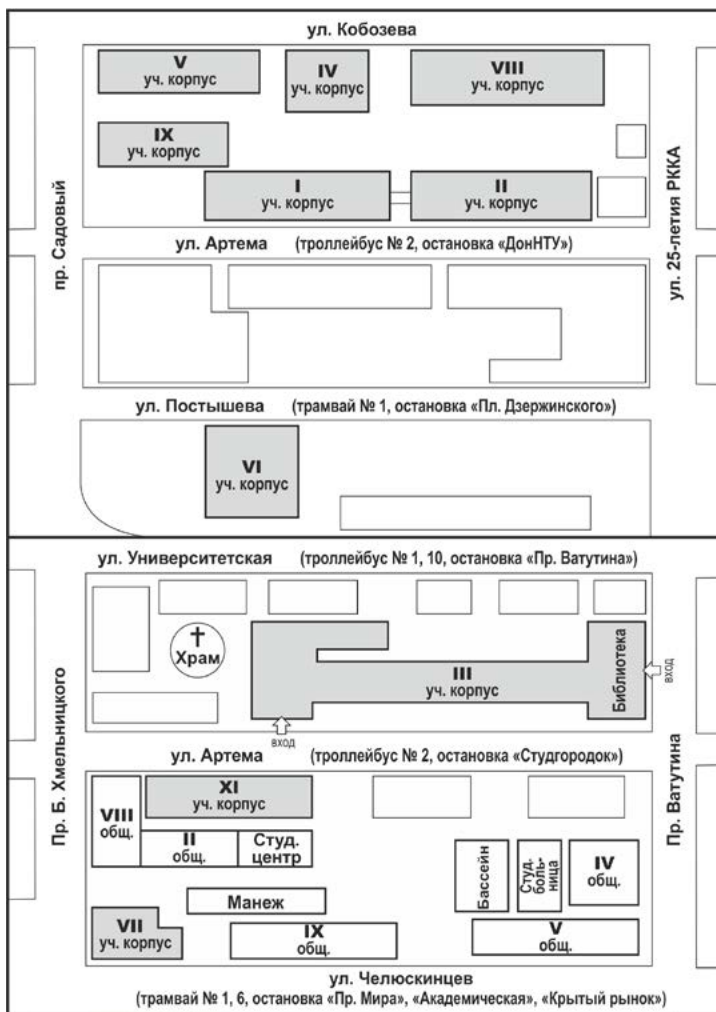 ул. Кобозева
V
уч. корпус
IV
уч. корпус
VIII
уч. корпус
IX
уч. корпус
I
уч. корпус
II
уч. корпус
пр. Садовый
ул. 25-летия РККА
ул. Артема (троллейбус № 2, остановка «ДонНТУ»)
ул. Постышева (трамвай № 1, остановка «Пл. Дзержинского»)
VI
уч. корпус
ул. Университетская (троллейбус № 1, 10, остановка «Пр. Ватутина»)
Храм
III
уч. корпус
Библиотека
вход
вход
Пр. Б. Хмельницкого
Пр. Ватутина
ул. Артема (троллейбус № 2, остановка «Студгородок»)
XI
уч. корпус
VIII
общ.
II
общ.
Студ.
центр
Бассейн
Студ.
боль-
ница
IV
общ.
Манеж
VII
уч. корпус
IX
общ.
V
общ.
ул. Челюскинцев
(трамвай № 1, 6, остановка «Пр. Мира», «Академическая», «Крытый рынок»)